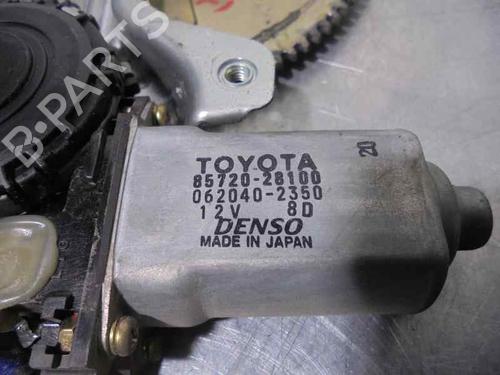 B-PARTS
TOYOTA
85720-28100
062040-2350
12V 8D
DENSO
MADE IN JAPAN
20